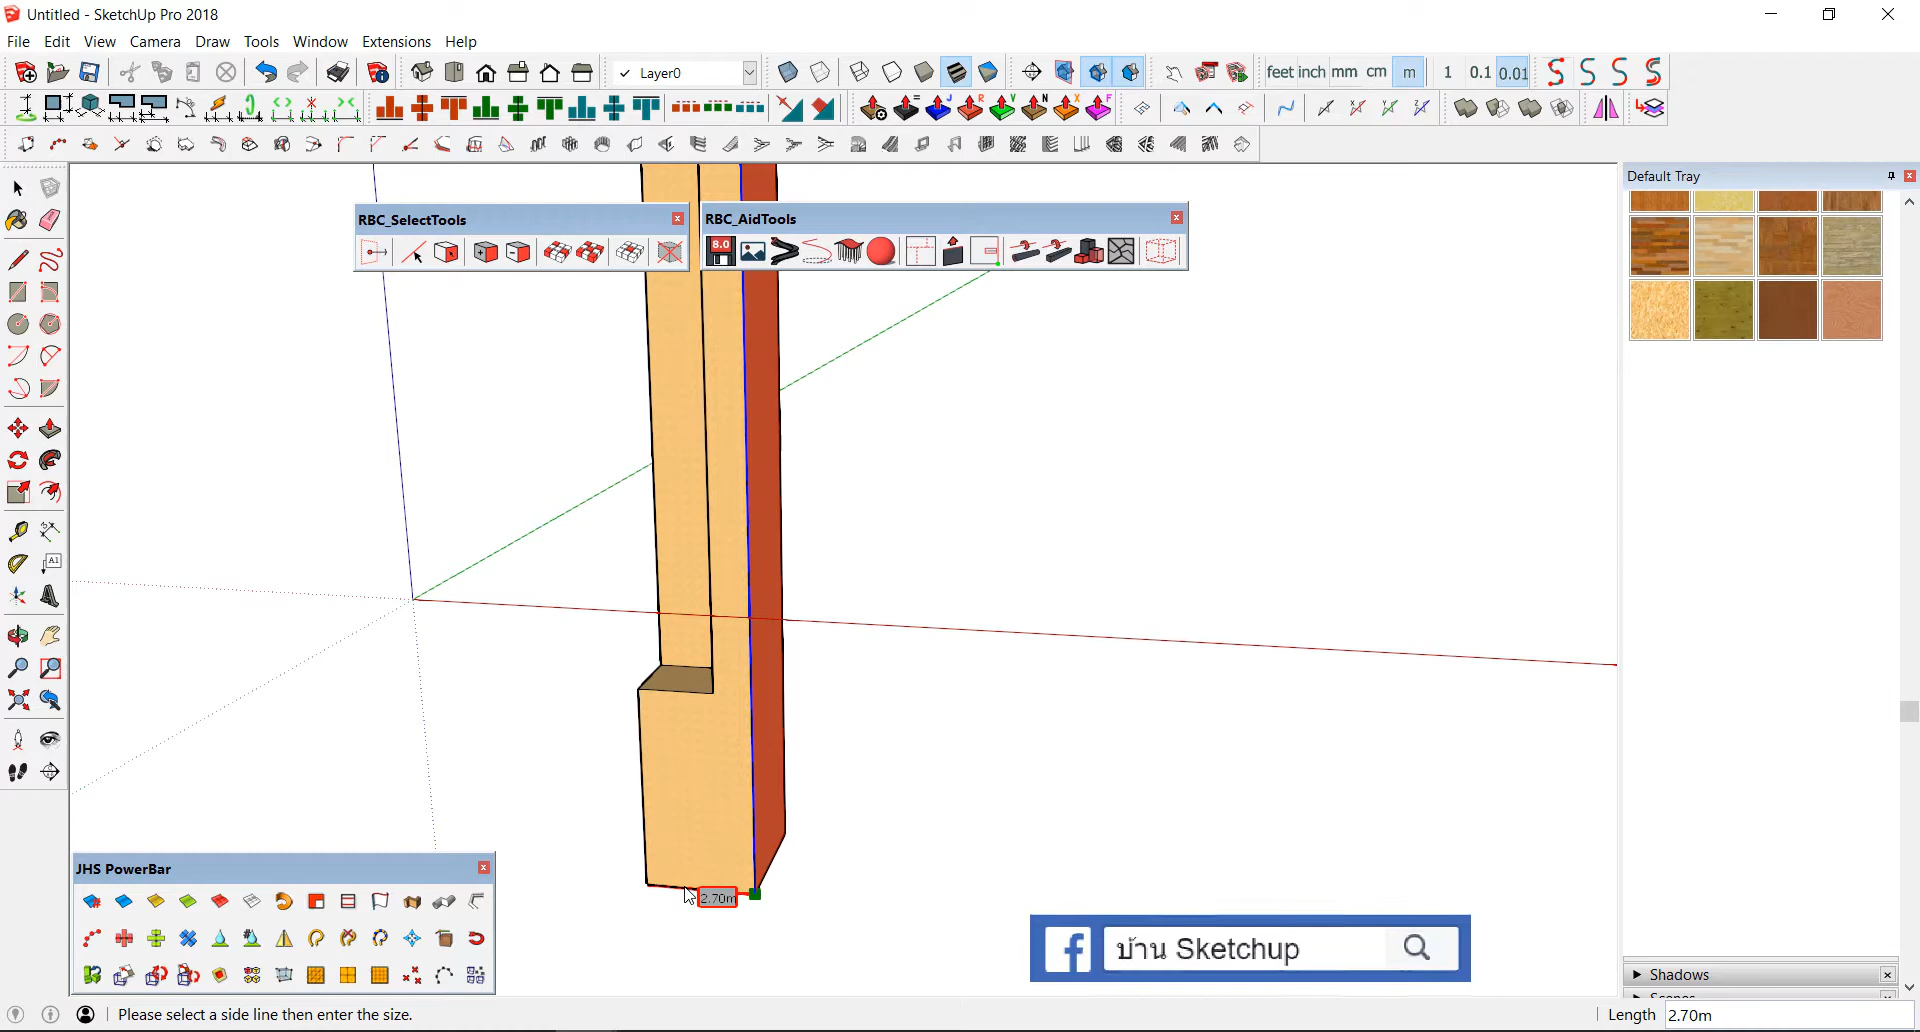 Untitled - SketchUp Pro 2018
File Edit View Camera Draw Tools Window Extensions Help
Layer0
feet inch mm cm m 1 0.1 0.01
Default Tray
RBC_SelectTools
RBC_AidTools
8.0
A1
2.70m
JHS PowerBar
บ้าน Sketchup
Shadows
Please select a side line then enter the size.
Length 2.70m